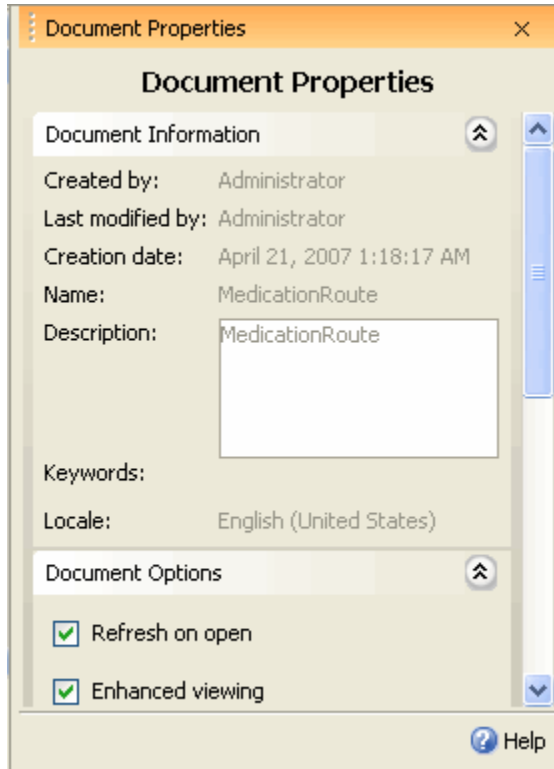 Document Properties
Document Properties
Document Information
Created by: Administrator
Last modified by: Administrator
Creation date: April 21, 2007 1:18:17 AM
Name: MedicationRoute
Description: MedicationRoute
Keywords:
Locale: English (United States)
Document Options
Refresh on open
Enhanced viewing
Help